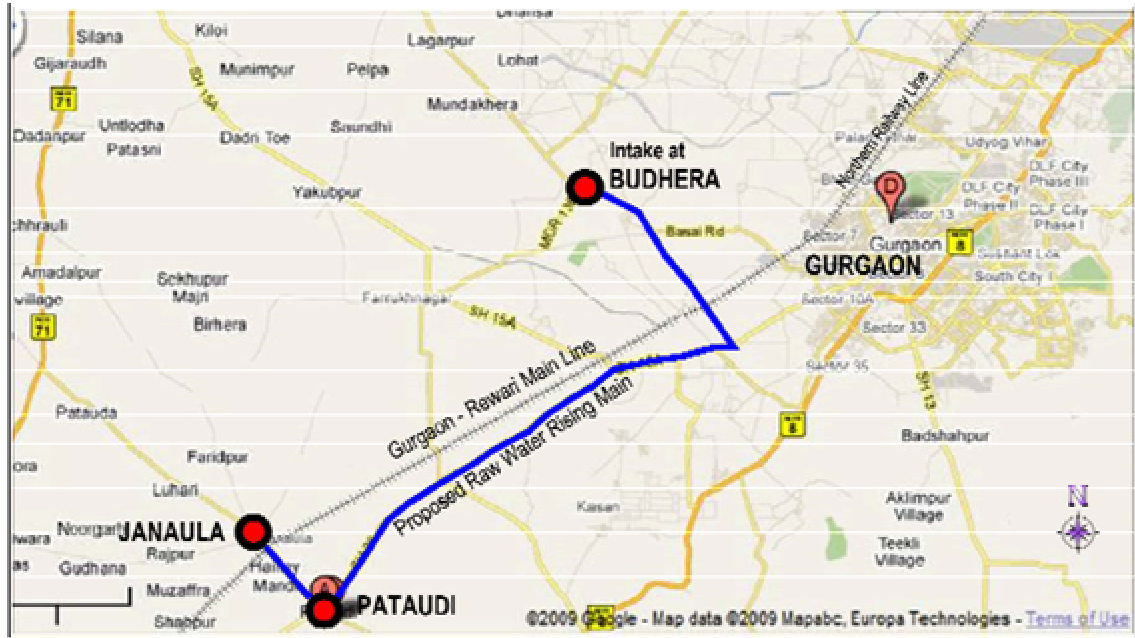 Silana
Kiloi
Lagarpur
Gijaraudh
Munimpur
Pelpa
Lohat
71
SH 15A
Mundakhera
Dadanpur
Untlodha
Patasni
Dadri Toe
Saundhi
Northern Railway Line
Udyog Vihar
Intake at
BUDHERA
DLF City
Phase III
DLF City
Phase II
D
Yakubpur
Sector 13
DLF City
Phase I
MDR
Basai Rd
Sector 7
Gurgaon
8
Sushant Lok
GURGAON
South City I
Amadalpur
village
Farrukhnagar
Sector 10A
71
Birhera
SH 15A
Sector 33
Gurgaon - Rewari Main Line
Sector 35
SH 13
Proposed Raw Water Rising Main
Patauda
8
Badshahpur
Faridpur
Luhari
Kasan
Aklimpur
Village
N
JANAULA
Rajpur
Teekli
Village
Gudhana
Muzaffra
A
PATAUDI
©2009 Google - Map data ©2009 Mapabc, Europa Technologies - Terms of Use